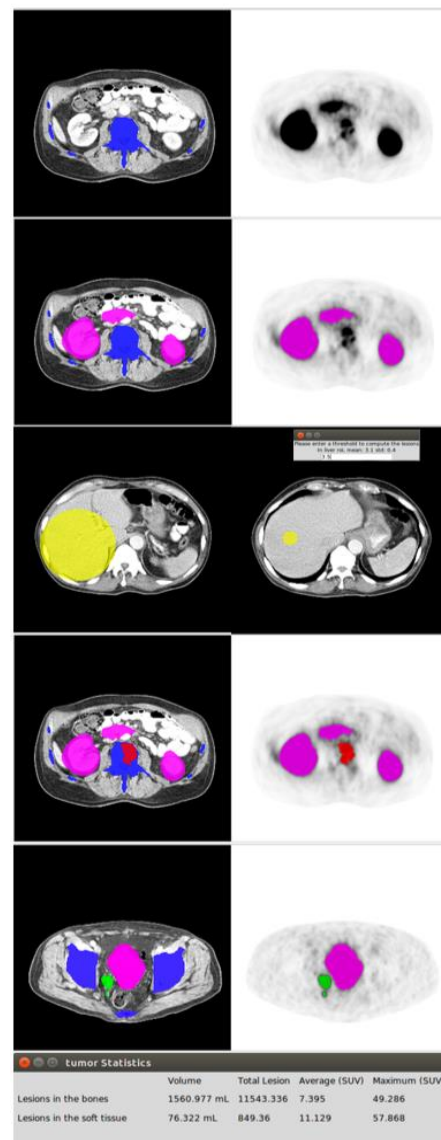 Please enter a threshold to compute the lesions
In liver roi, mean: 3.1 std: 0.4
tumor Statistics
Volume Total Lesion Average (SUV) Maximum (SUV
Lesions in the bones 1560.977 mL 11543.336 7.395 49.286
Lesions in the soft tissue 76.322 mL 849.36 11.129 57.868